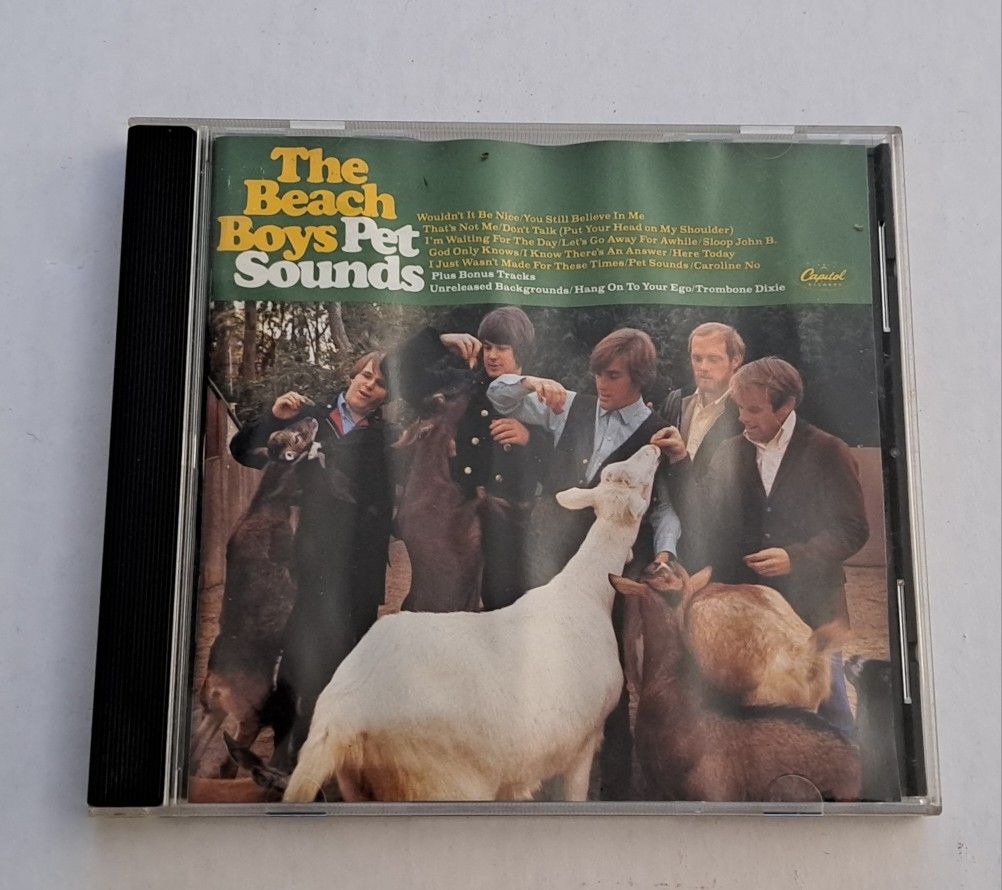 The
Beach
Boys Pet
Sounds
Wouldn't It Be Nice/You Still Believe In Me
That's Not Me/Don't Talk (Put Your Head on My Shoulder)
I'm Waiting For The Day/Let's Go Away For Awhile/Sloop John B.
God Only Knows/I Know There's An Answer/Here Today
I Just Wasn't Made For These Times/Pet Sounds/Caroline No
Plus Bonus Tracks
Unreleased Backgrounds/Hang On To Your Ego/Trombone Dixie
Capitol
RECORDS